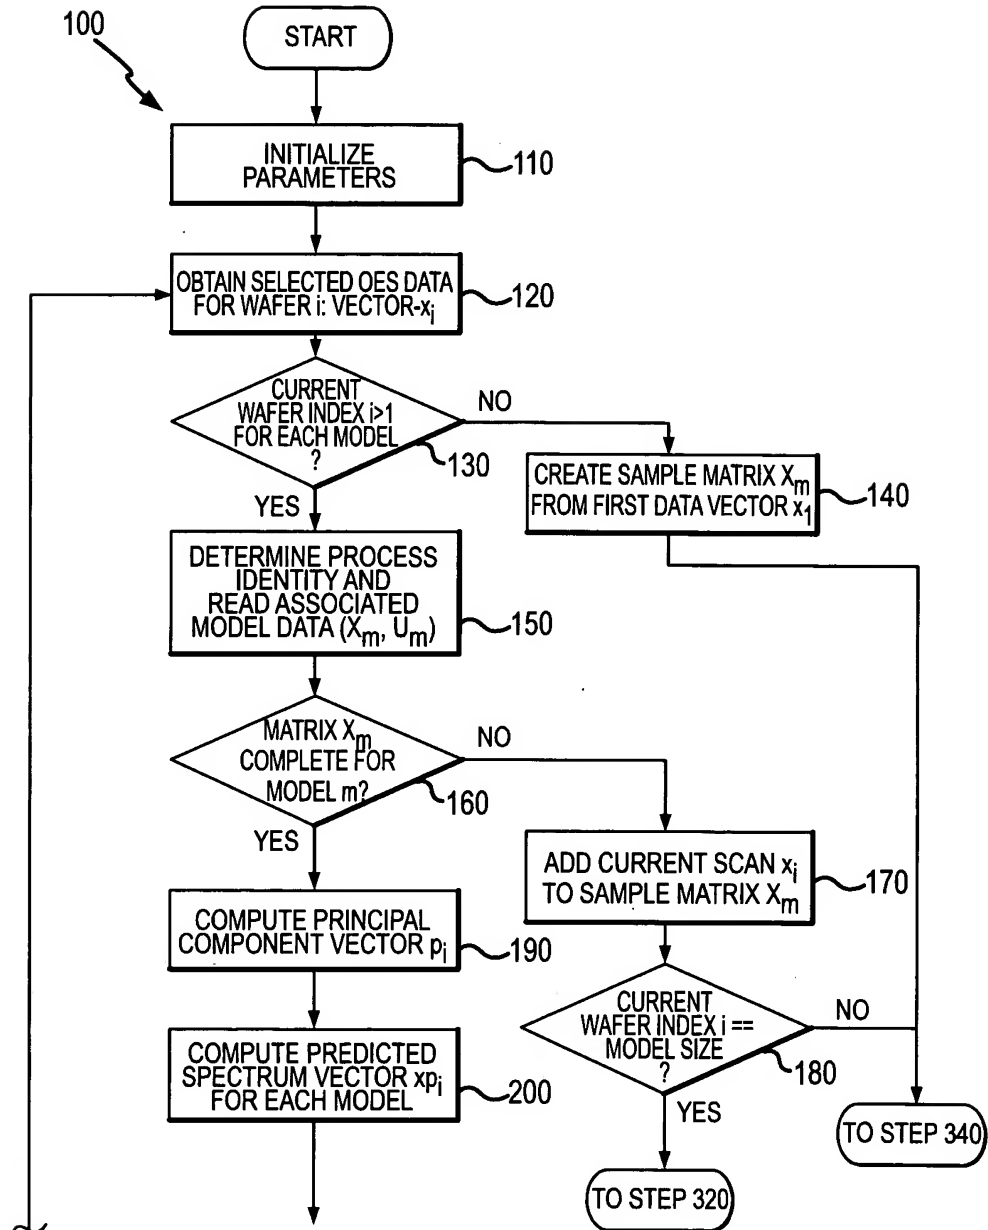 100
START
INITIALIZE
PARAMETERS
110
OBTAIN SELECTED OES DATA
FOR WAFER i: VECTOR-xi
120
CURRENT
WAFER INDEX i>1
FOR EACH MODEL
?
130
NO
YES
CREATE SAMPLE MATRIX Xm
FROM FIRST DATA VECTOR x1
140
DETERMINE PROCESS
IDENTITY AND
READ ASSOCIATED
MODEL DATA (Xm, Um)
150
MATRIX Xm
COMPLETE FOR
MODEL m?
160
NO
YES
ADD CURRENT SCAN xi
TO SAMPLE MATRIX Xm
170
COMPUTE PRINCIPAL
COMPONENT VECTOR pi
190
CURRENT
WAFER INDEX i ==
MODEL SIZE
?
180
NO
YES
COMPUTE PREDICTED
SPECTRUM VECTOR xpi
FOR EACH MODEL
200
TO STEP 340
TO STEP 320